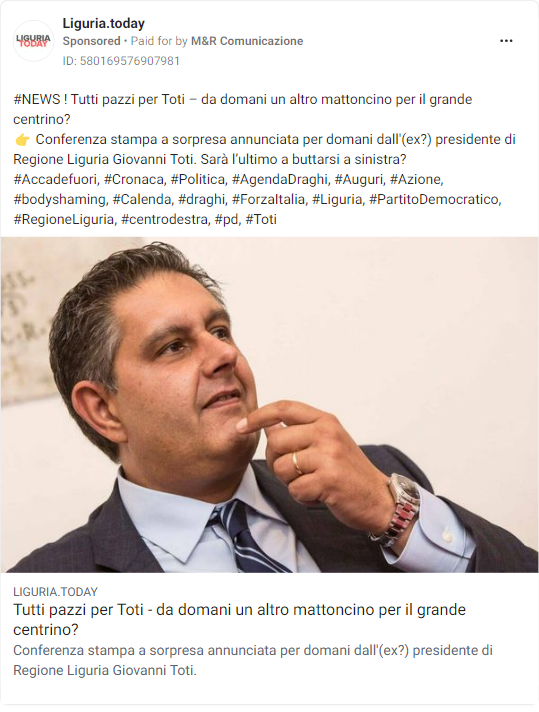 LIGURIA
TODAY
Liguria.today
Sponsored • Paid for by M&R Comunicazione
ID: 580169576907981
#NEWS ! Tutti pazzi per Toti – da domani un altro mattoncino per il grande
centrino?
👉 Conferenza stampa a sorpresa annunciata per domani dall'(ex?) presidente di
Regione Liguria Giovanni Toti. Sarà l'ultimo a buttarsi a sinistra?
#Accadefuori, #Cronaca, #Politica, #AgendaDraghi, #Auguri, #Azione,
#bodyshaming, #Calenda, #draghi, #ForzaItalia, #Liguria, #PartitoDemocratico,
#RegioneLiguria, #centrodestra, #pd, #Toti
LIGURIA.TODAY
Tutti pazzi per Toti - da domani un altro mattoncino per il grande
centrino?
Conferenza stampa a sorpresa annunciata per domani dall'(ex?) presidente di
Regione Liguria Giovanni Toti.